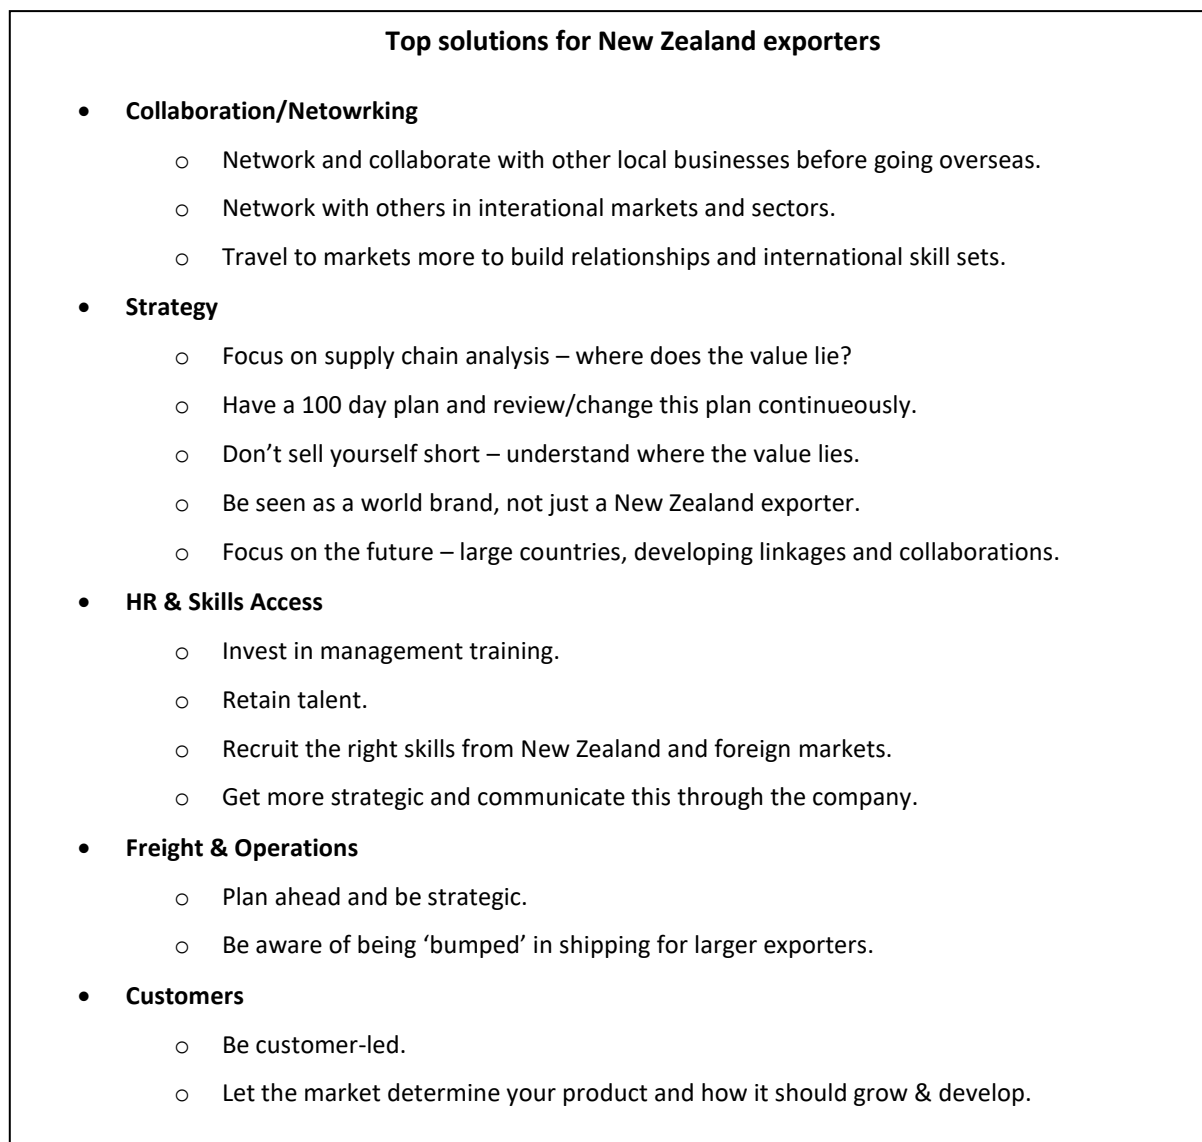 Top solutions for New Zealand exporters
• Collaboration/Netowrking
o Network and collaborate with other local businesses before going overseas.
o Network with others in interational markets and sectors.
o Travel to markets more to build relationships and international skill sets.
• Strategy
o Focus on supply chain analysis – where does the value lie?
o Have a 100 day plan and review/change this plan continueously.
o Don’t sell yourself short – understand where the value lies.
o Be seen as a world brand, not just a New Zealand exporter.
o Focus on the future – large countries, developing linkages and collaborations.
• HR & Skills Access
o Invest in management training.
o Retain talent.
o Recruit the right skills from New Zealand and foreign markets.
o Get more strategic and communicate this through the company.
• Freight & Operations
o Plan ahead and be strategic.
o Be aware of being ‘bumped’ in shipping for larger exporters.
• Customers
o Be customer-led.
o Let the market determine your product and how it should grow & develop.